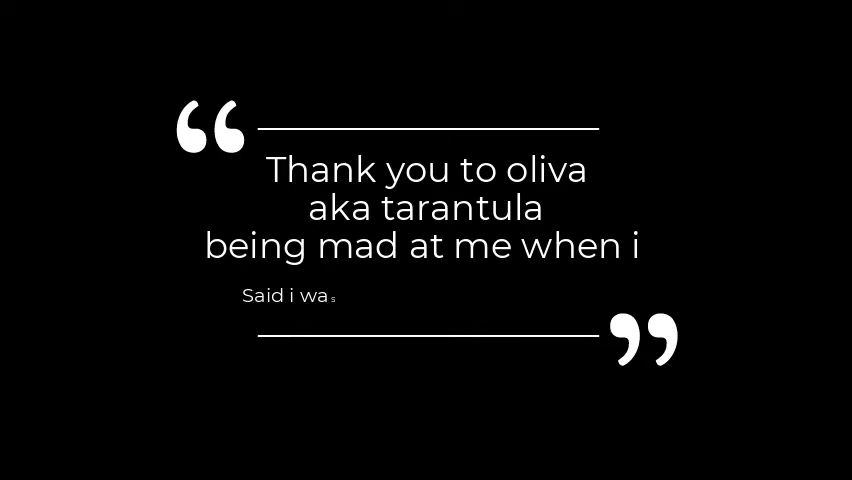 “
Thank you to oliva
aka tarantula
being mad at me when i
Said i was
”